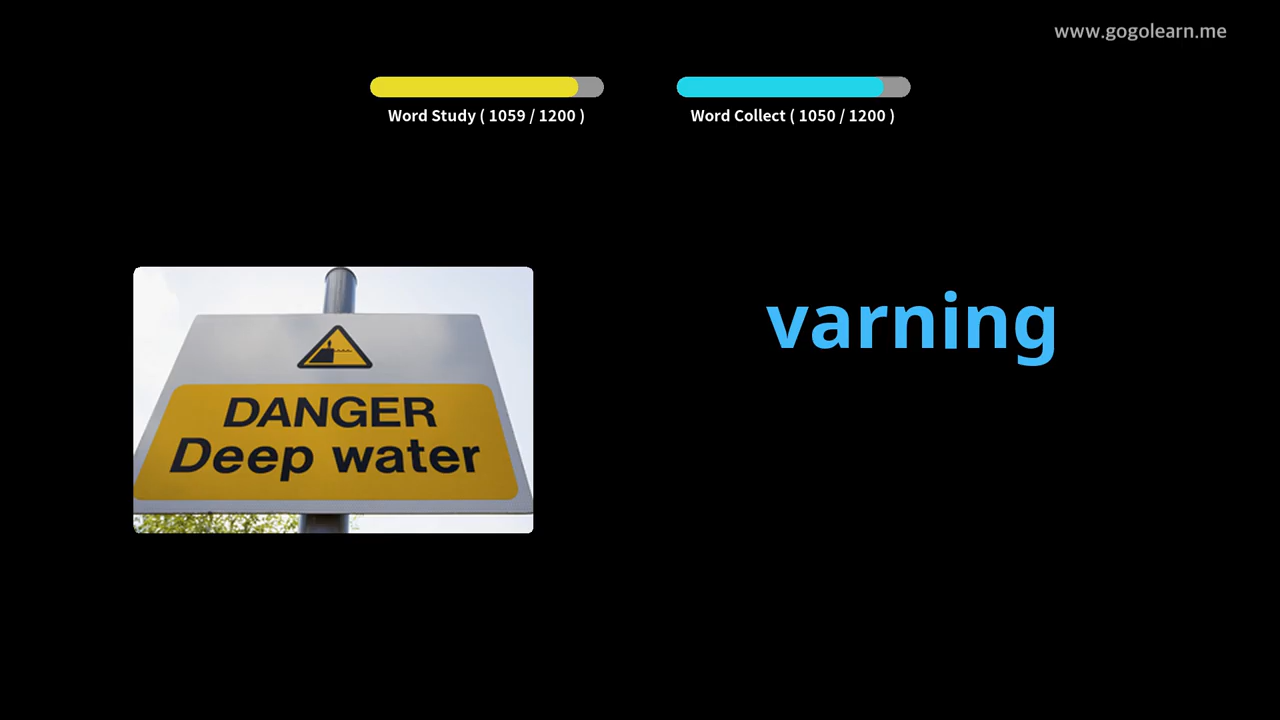 www.gogolearn.me
Word Study ( 1059 / 1200 )
Word Collect ( 1050 / 1200 )
varning
DANGER
Deep water